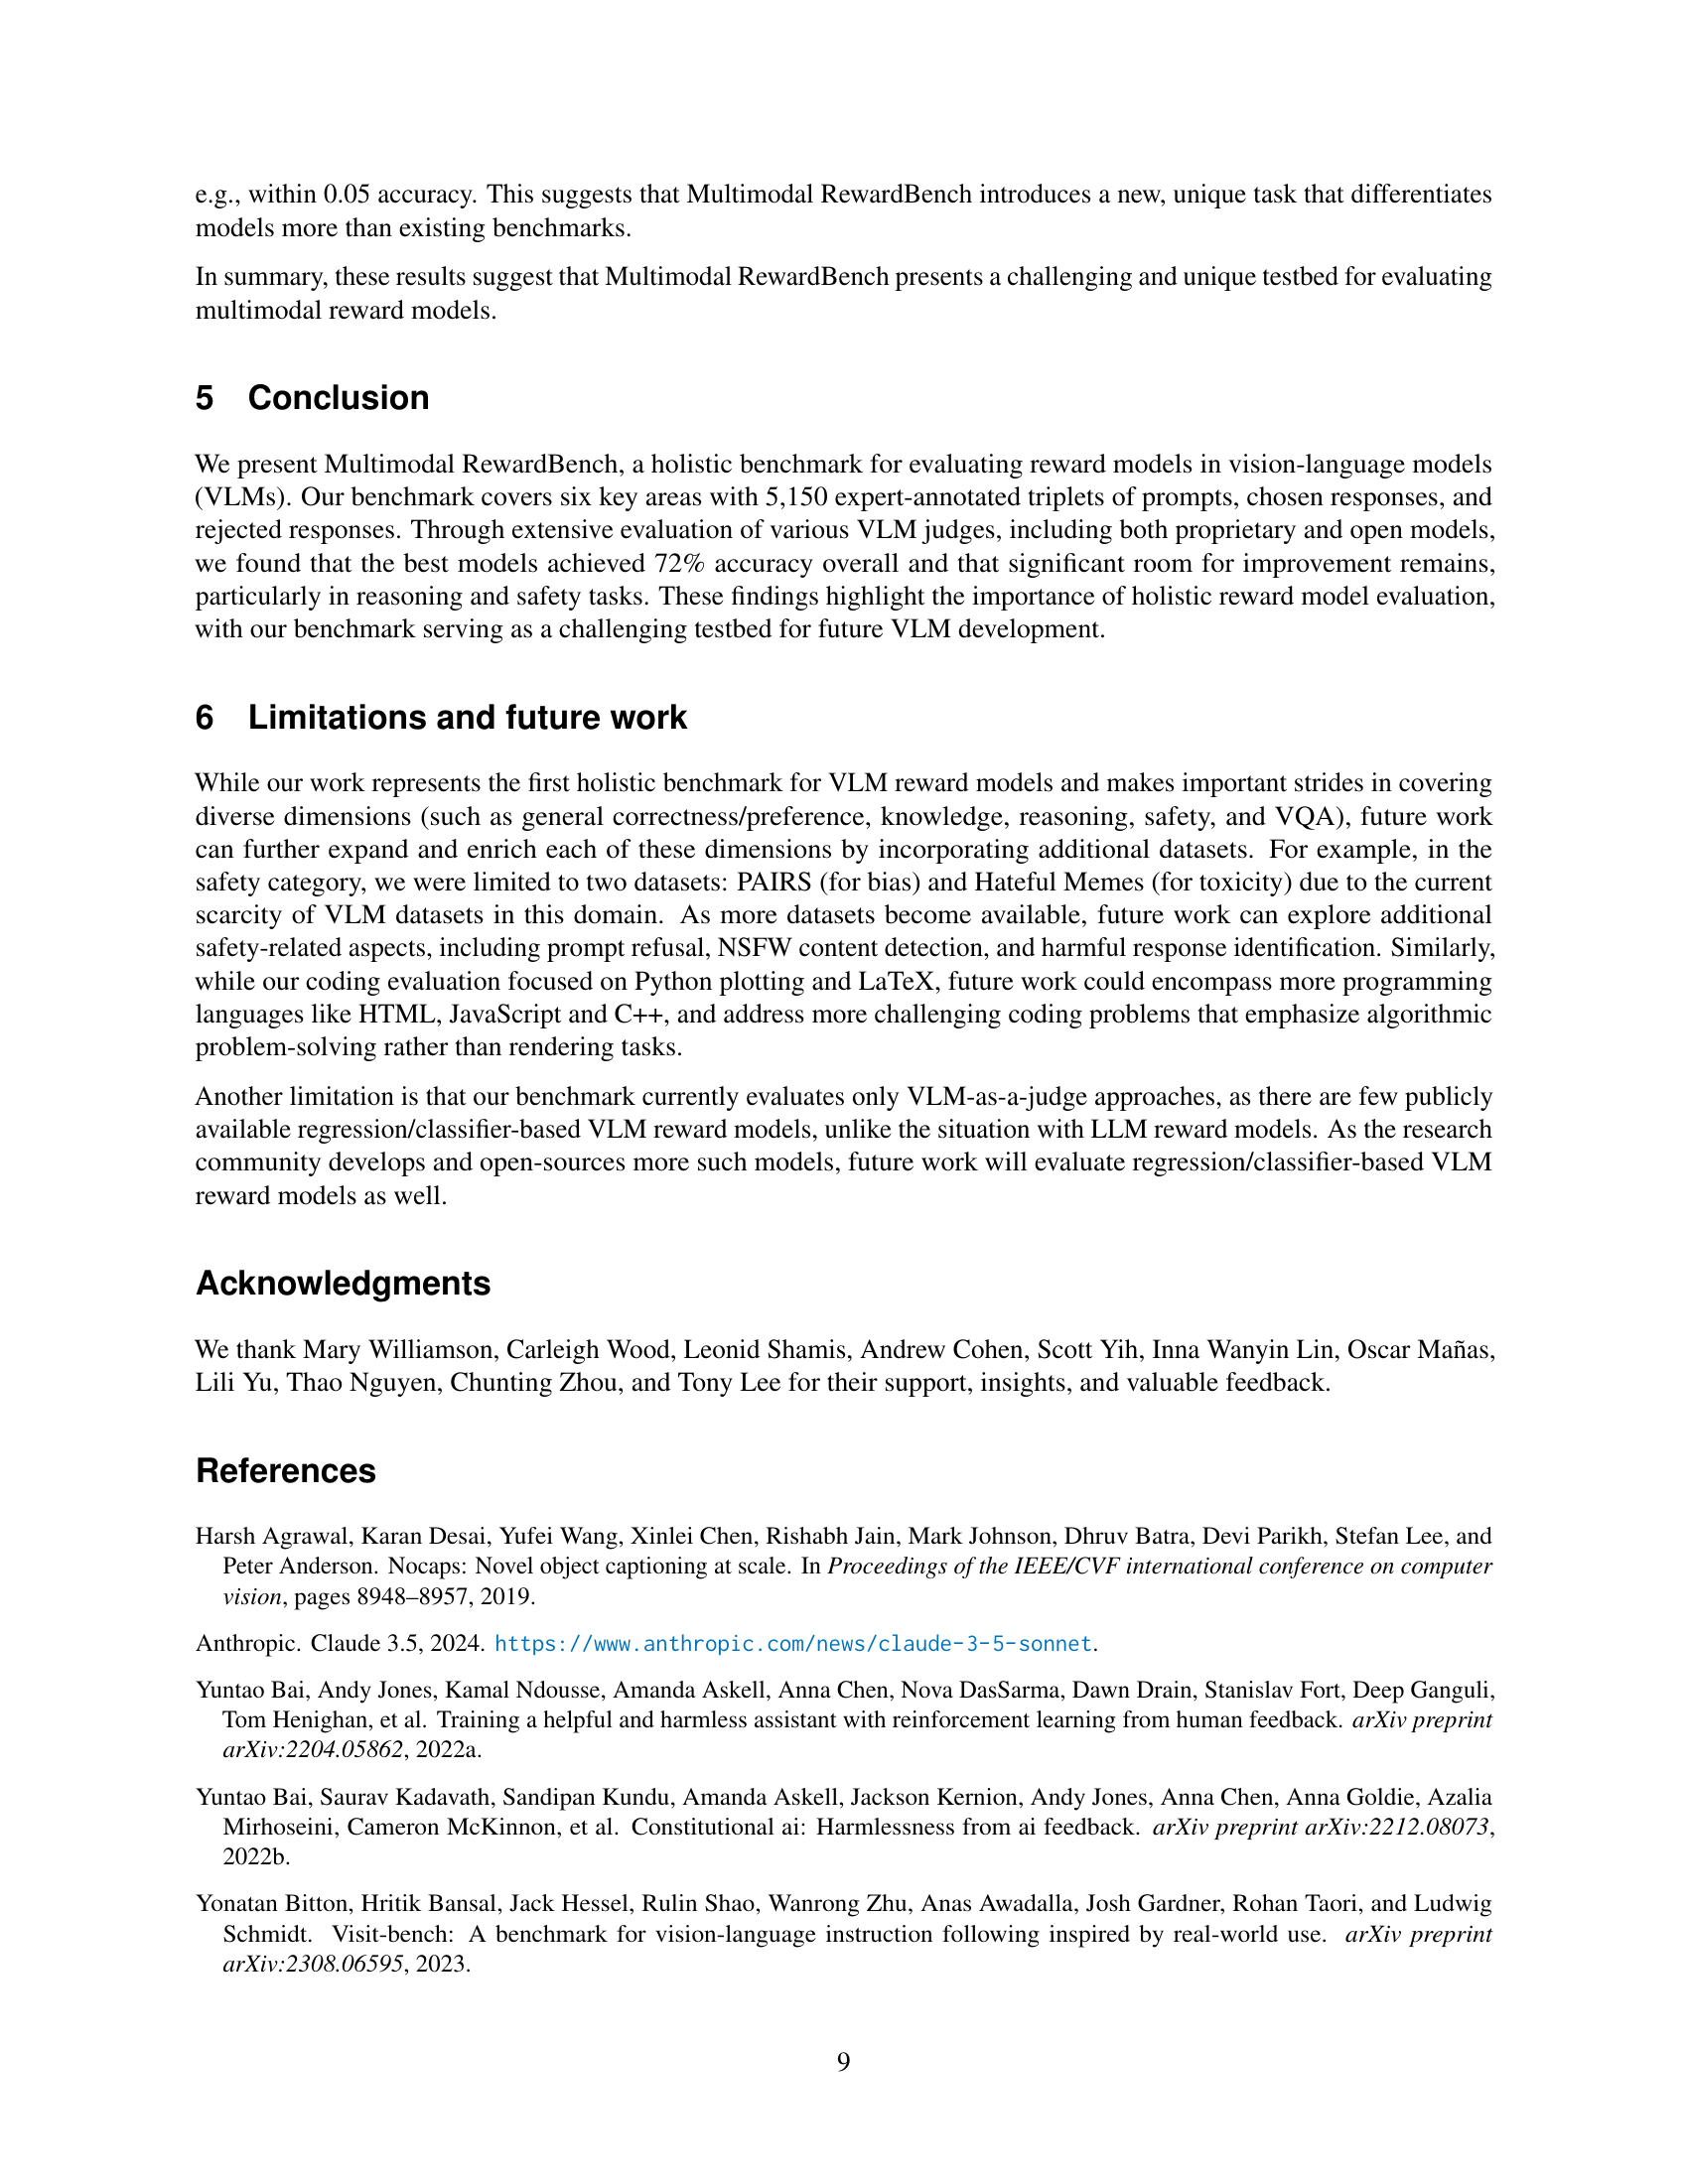 e.g., within 0.05 accuracy. This suggests that Multimodal RewardBench introduces a new, unique task that differentiates
models more than existing benchmarks.
In summary, these results suggest that Multimodal RewardBench presents a challenging and unique testbed for evaluating
multimodal reward models.
5 Conclusion
We present Multimodal RewardBench, a holistic benchmark for evaluating reward models in vision-language models
(VLMs). Our benchmark covers six key areas with 5,150 expert-annotated triplets of prompts, chosen responses, and
rejected responses. Through extensive evaluation of various VLM judges, including both proprietary and open models,
we found that the best models achieved 72% accuracy overall and that significant room for improvement remains,
particularly in reasoning and safety tasks. These findings highlight the importance of holistic reward model evaluation,
with our benchmark serving as a challenging testbed for future VLM development.
6 Limitations and future work
While our work represents the first holistic benchmark for VLM reward models and makes important strides in covering
diverse dimensions (such as general correctness/preference, knowledge, reasoning, safety, and VQA), future work
can further expand and enrich each of these dimensions by incorporating additional datasets. For example, in the
safety category, we were limited to two datasets: PAIRS (for bias) and Hateful Memes (for toxicity) due to the current
scarcity of VLM datasets in this domain. As more datasets become available, future work can explore additional
safety-related aspects, including prompt refusal, NSFW content detection, and harmful response identification. Similarly,
while our coding evaluation focused on Python plotting and LaTeX, future work could encompass more programming
languages like HTML, JavaScript and C++, and address more challenging coding problems that emphasize algorithmic
problem-solving rather than rendering tasks.
Another limitation is that our benchmark currently evaluates only VLM-as-a-judge approaches, as there are few publicly
available regression/classifier-based VLM reward models, unlike the situation with LLM reward models. As the research
community develops and open-sources more such models, future work will evaluate regression/classifier-based VLM
reward models as well.
Acknowledgments
We thank Mary Williamson, Carleigh Wood, Leonid Shamis, Andrew Cohen, Scott Yih, Inna Wanyin Lin, Oscar Mañas,
Lili Yu, Thao Nguyen, Chunting Zhou, and Tony Lee for their support, insights, and valuable feedback.
References
Harsh Agrawal, Karan Desai, Yufei Wang, Xinlei Chen, Rishabh Jain, Mark Johnson, Dhruv Batra, Devi Parikh, Stefan Lee, and
Peter Anderson. Nocaps: Novel object captioning at scale. In Proceedings of the IEEE/CVF international conference on computer
vision, pages 8948–8957, 2019.
Anthropic. Claude 3.5, 2024. https://www.anthropic.com/news/claude-3-5-sonnet.
Yuntao Bai, Andy Jones, Kamal Ndousse, Amanda Askell, Anna Chen, Nova DasSarma, Dawn Drain, Stanislav Fort, Deep Ganguli,
Tom Henighan, et al. Training a helpful and harmless assistant with reinforcement learning from human feedback. arXiv preprint
arXiv:2204.05862, 2022a.
Yuntao Bai, Saurav Kadavath, Sandipan Kundu, Amanda Askell, Jackson Kernion, Andy Jones, Anna Chen, Anna Goldie, Azalia
Mirhoseini, Cameron McKinnon, et al. Constitutional ai: Harmlessness from ai feedback. arXiv preprint arXiv:2212.08073,
2022b.
Yonatan Bitton, Hritik Bansal, Jack Hessel, Rulin Shao, Wanrong Zhu, Anas Awadalla, Josh Gardner, Rohan Taori, and Ludwig
Schmidt. Visit-bench: A benchmark for vision-language instruction following inspired by real-world use. arXiv preprint
arXiv:2308.06595, 2023.
9